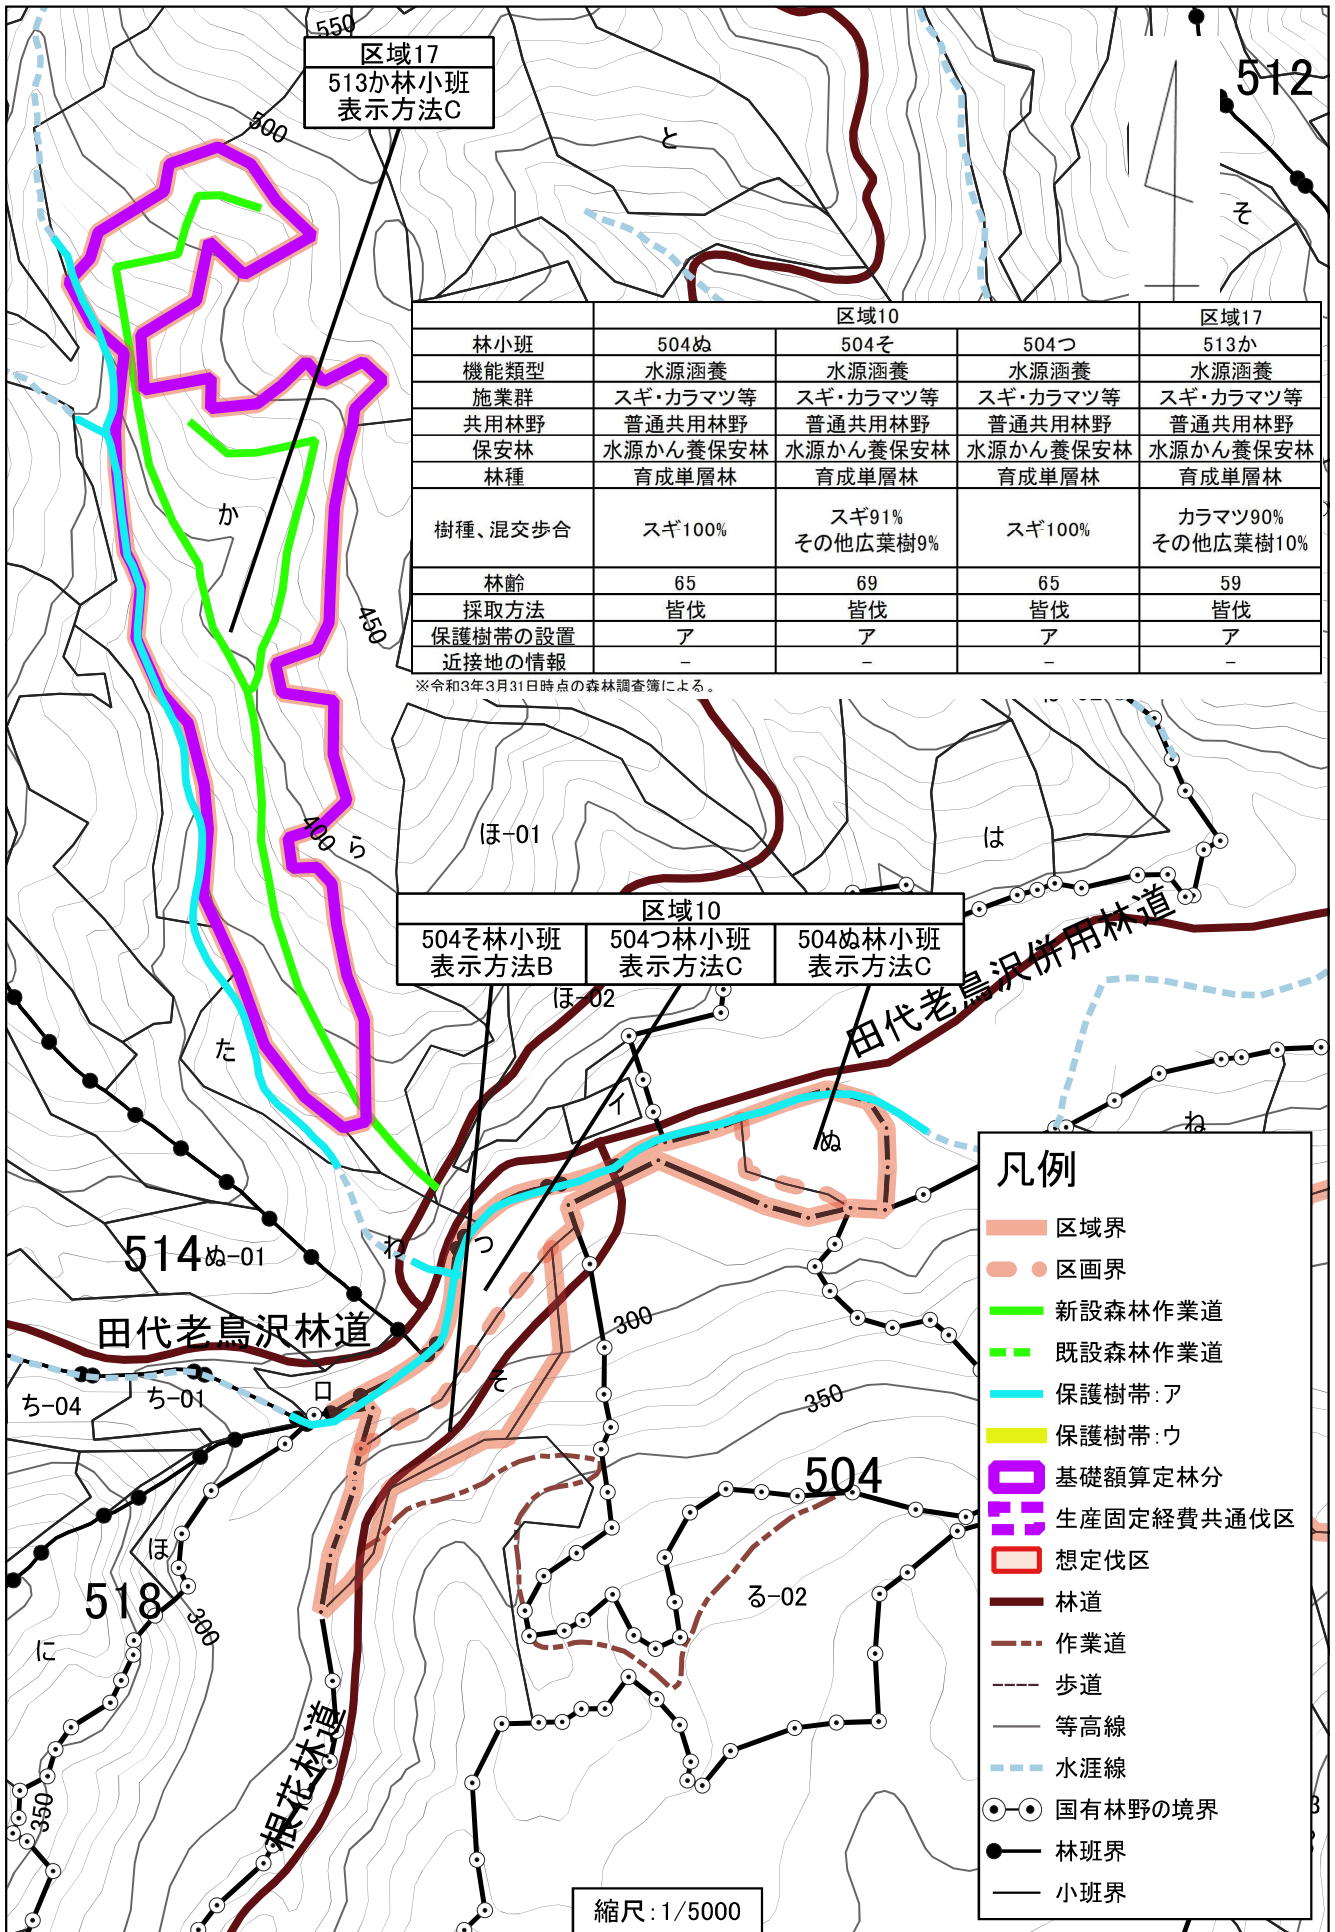 550
区域17
513か林小班
表示方法C
500
と
512
そ
区域10 区域17
林小班 504ぬ 504そ 504つ 513か
機能類型 水源涵養 水源涵養 水源涵養 水源涵養
施業群 スギ・カラマツ等 スギ・カラマツ等 スギ・カラマツ等 スギ・カラマツ等
共用林野 普通共用林野 普通共用林野 普通共用林野 普通共用林野
保安林 水源かん養保安林 水源かん養保安林 水源かん養保安林 水源かん養保安林
林種 育成単層林 育成単層林 育成単層林 育成単層林
樹種、混交歩合 スギ100% スギ91% スギ100% カラマツ90%
その他広葉樹9% その他広葉樹10%
林齢 65 69 65 59
採取方法 皆伐 皆伐 皆伐 皆伐
保護樹帯の設置 ア ア ア ア
近接地の情報 − − − −
※令和3年3月31日時点の森林調査簿による。
か
450
400
ら
ほ-01
は
区域10
504そ林小班 504つ林小班 504ぬ林小班
表示方法B 表示方法C 表示方法C
田代老鳥沢併用林道
ほ-02
た
イ
ぬ
ね
514
ぬ-01
れ
つ
田代老鳥沢林道
300
ロ
そ
ち-04
ち-01
350
504
ほ
518
300
に
る-02
根花林道
350
凡例
区域界
区画界
新設森林作業道
既設森林作業道
保護樹帯:ア
保護樹帯:ウ
基礎額算定林分
生産固定経費共通伐区
想定伐区
林道
作業道
歩道
等高線
水涯線
国有林野の境界
林班界
小班界
縮尺:1/5000